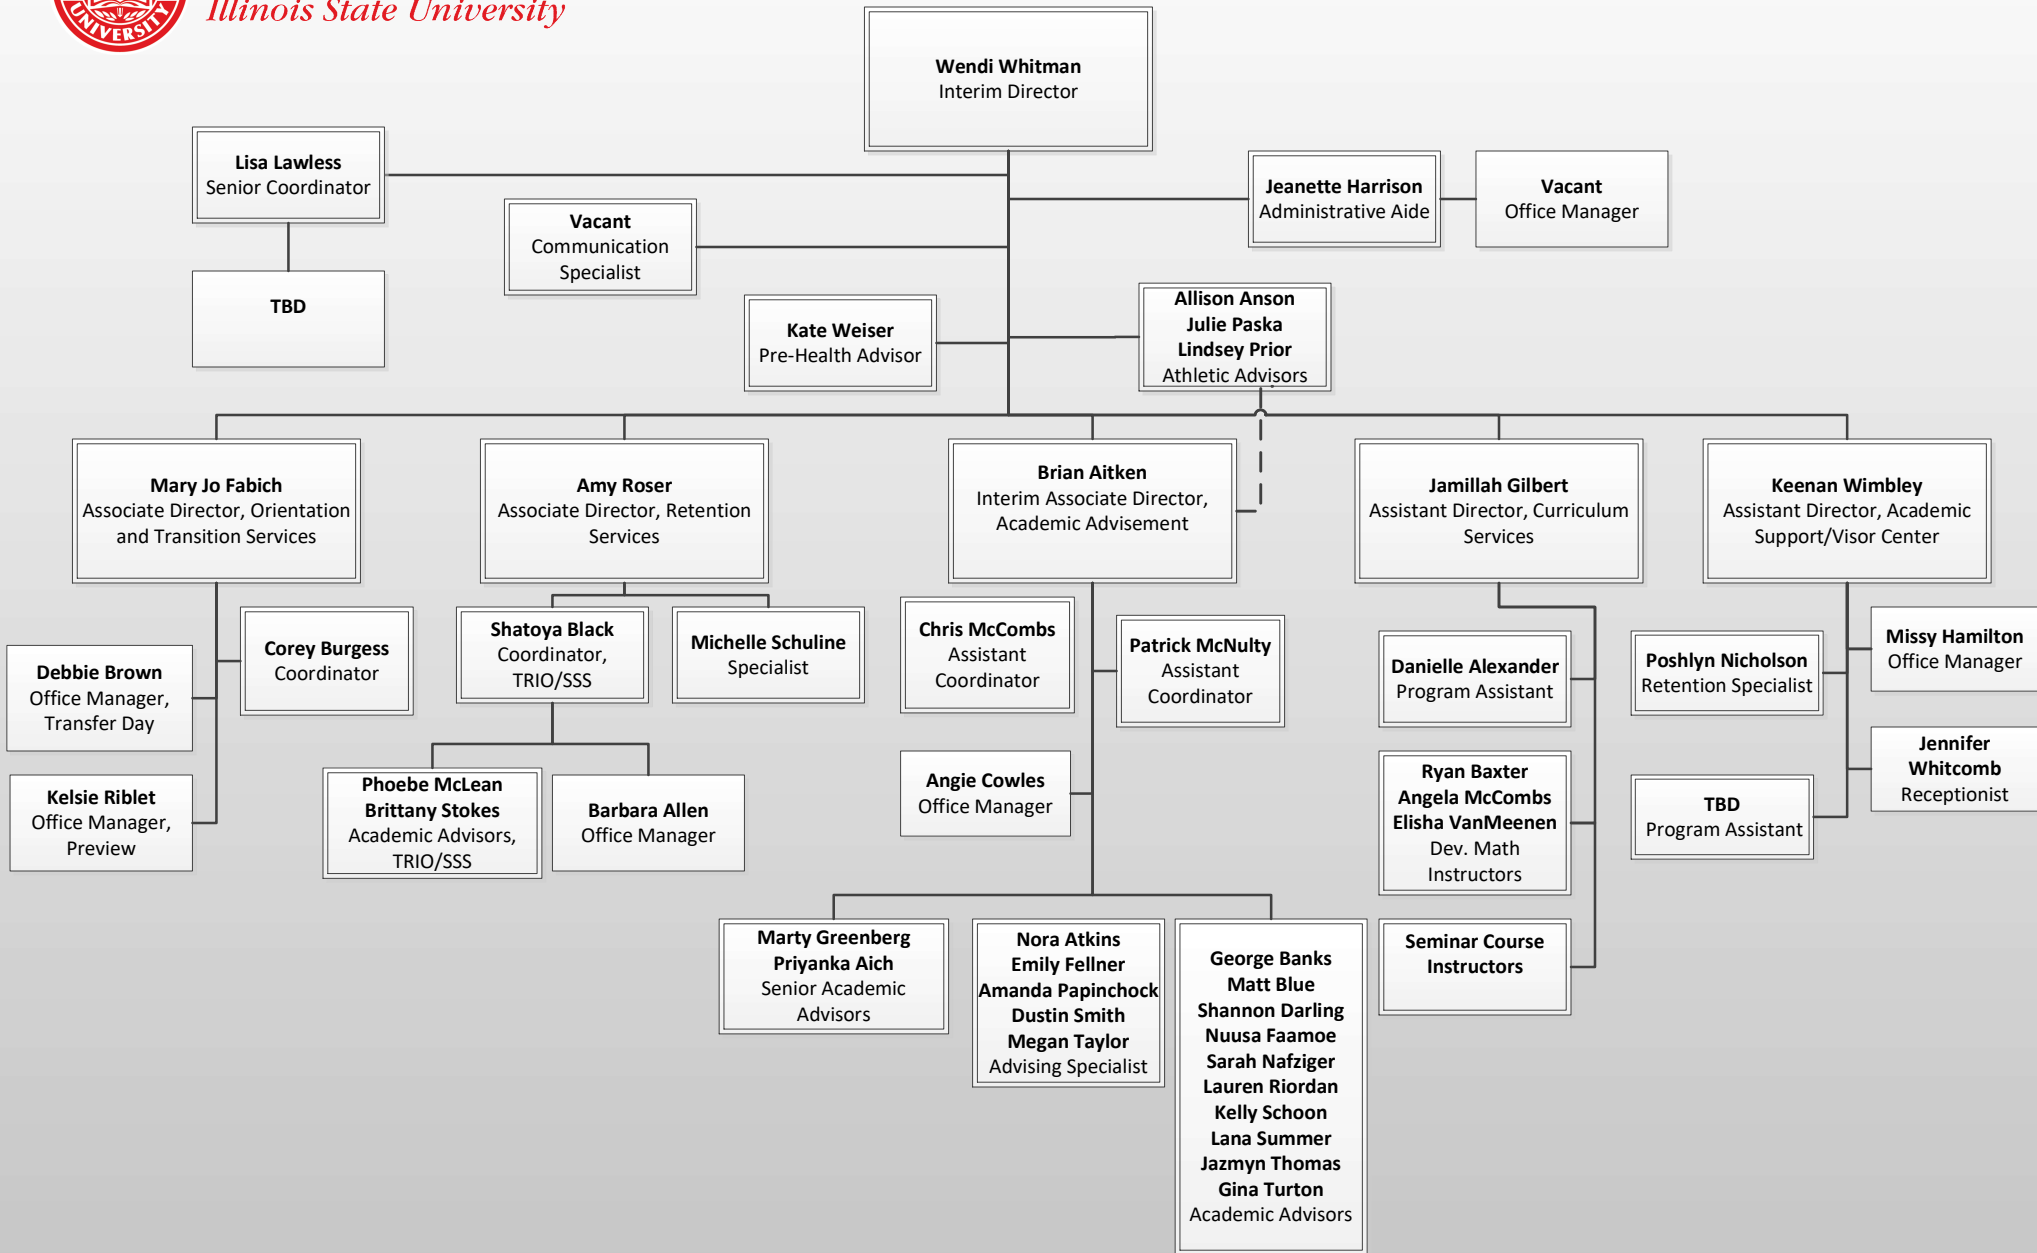 UNIVERSITY
Illinois State University
Wendi Whitman
Interim Director
Lisa Lawless
Senior Coordinator
Jeanette Harrison
Administrative Aide
Vacant
Office Manager
Vacant
Communication
Specialist
TBD
Kate Weiser
Pre-Health Advisor
Allison Anson
Julie Paska
Lindsey Prior
Athletic Advisors
Mary Jo Fabich
Associate Director, Orientation
and Transition Services
Amy Roser
Associate Director, Retention
Services
Brian Aitken
Interim Associate Director,
Academic Advisement
Jamillah Gilbert
Assistant Director, Curriculum
Services
Keenan Wimbley
Assistant Director, Academic
Support/Visor Center
Debbie Brown
Office Manager,
Transfer Day
Corey Burgess
Coordinator
Kelsie Riblet
Office Manager,
Preview
Shatoya Black
Coordinator,
TRIO/SSS
Michelle Schuline
Specialist
Phoebe McLean
Brittany Stokes
Academic Advisors,
TRIO/SSS
Barbara Allen
Office Manager
Chris McCombs
Assistant
Coordinator
Patrick McNulty
Assistant
Coordinator
Angie Cowles
Office Manager
Marty Greenberg
Priyanka Aich
Senior Academic
Advisors
Nora Atkins
Emily Fellner
Amanda Papinchock
Dustin Smith
Megan Taylor
Advising Specialist
George Banks
Matt Blue
Shannon Darling
Nuusa Faamoe
Sarah Nafziger
Lauren Riordan
Kelly Schoon
Lana Summer
Jazmyn Thomas
Gina Turton
Academic Advisors
Danielle Alexander
Program Assistant
Ryan Baxter
Angela McCombs
Elisha VanMeenen
Dev. Math
Instructors
Seminar Course
Instructors
Poshlyn Nicholson
Retention Specialist
Missy Hamilton
Office Manager
TBD
Program Assistant
Jennifer
Whitcomb
Receptionist